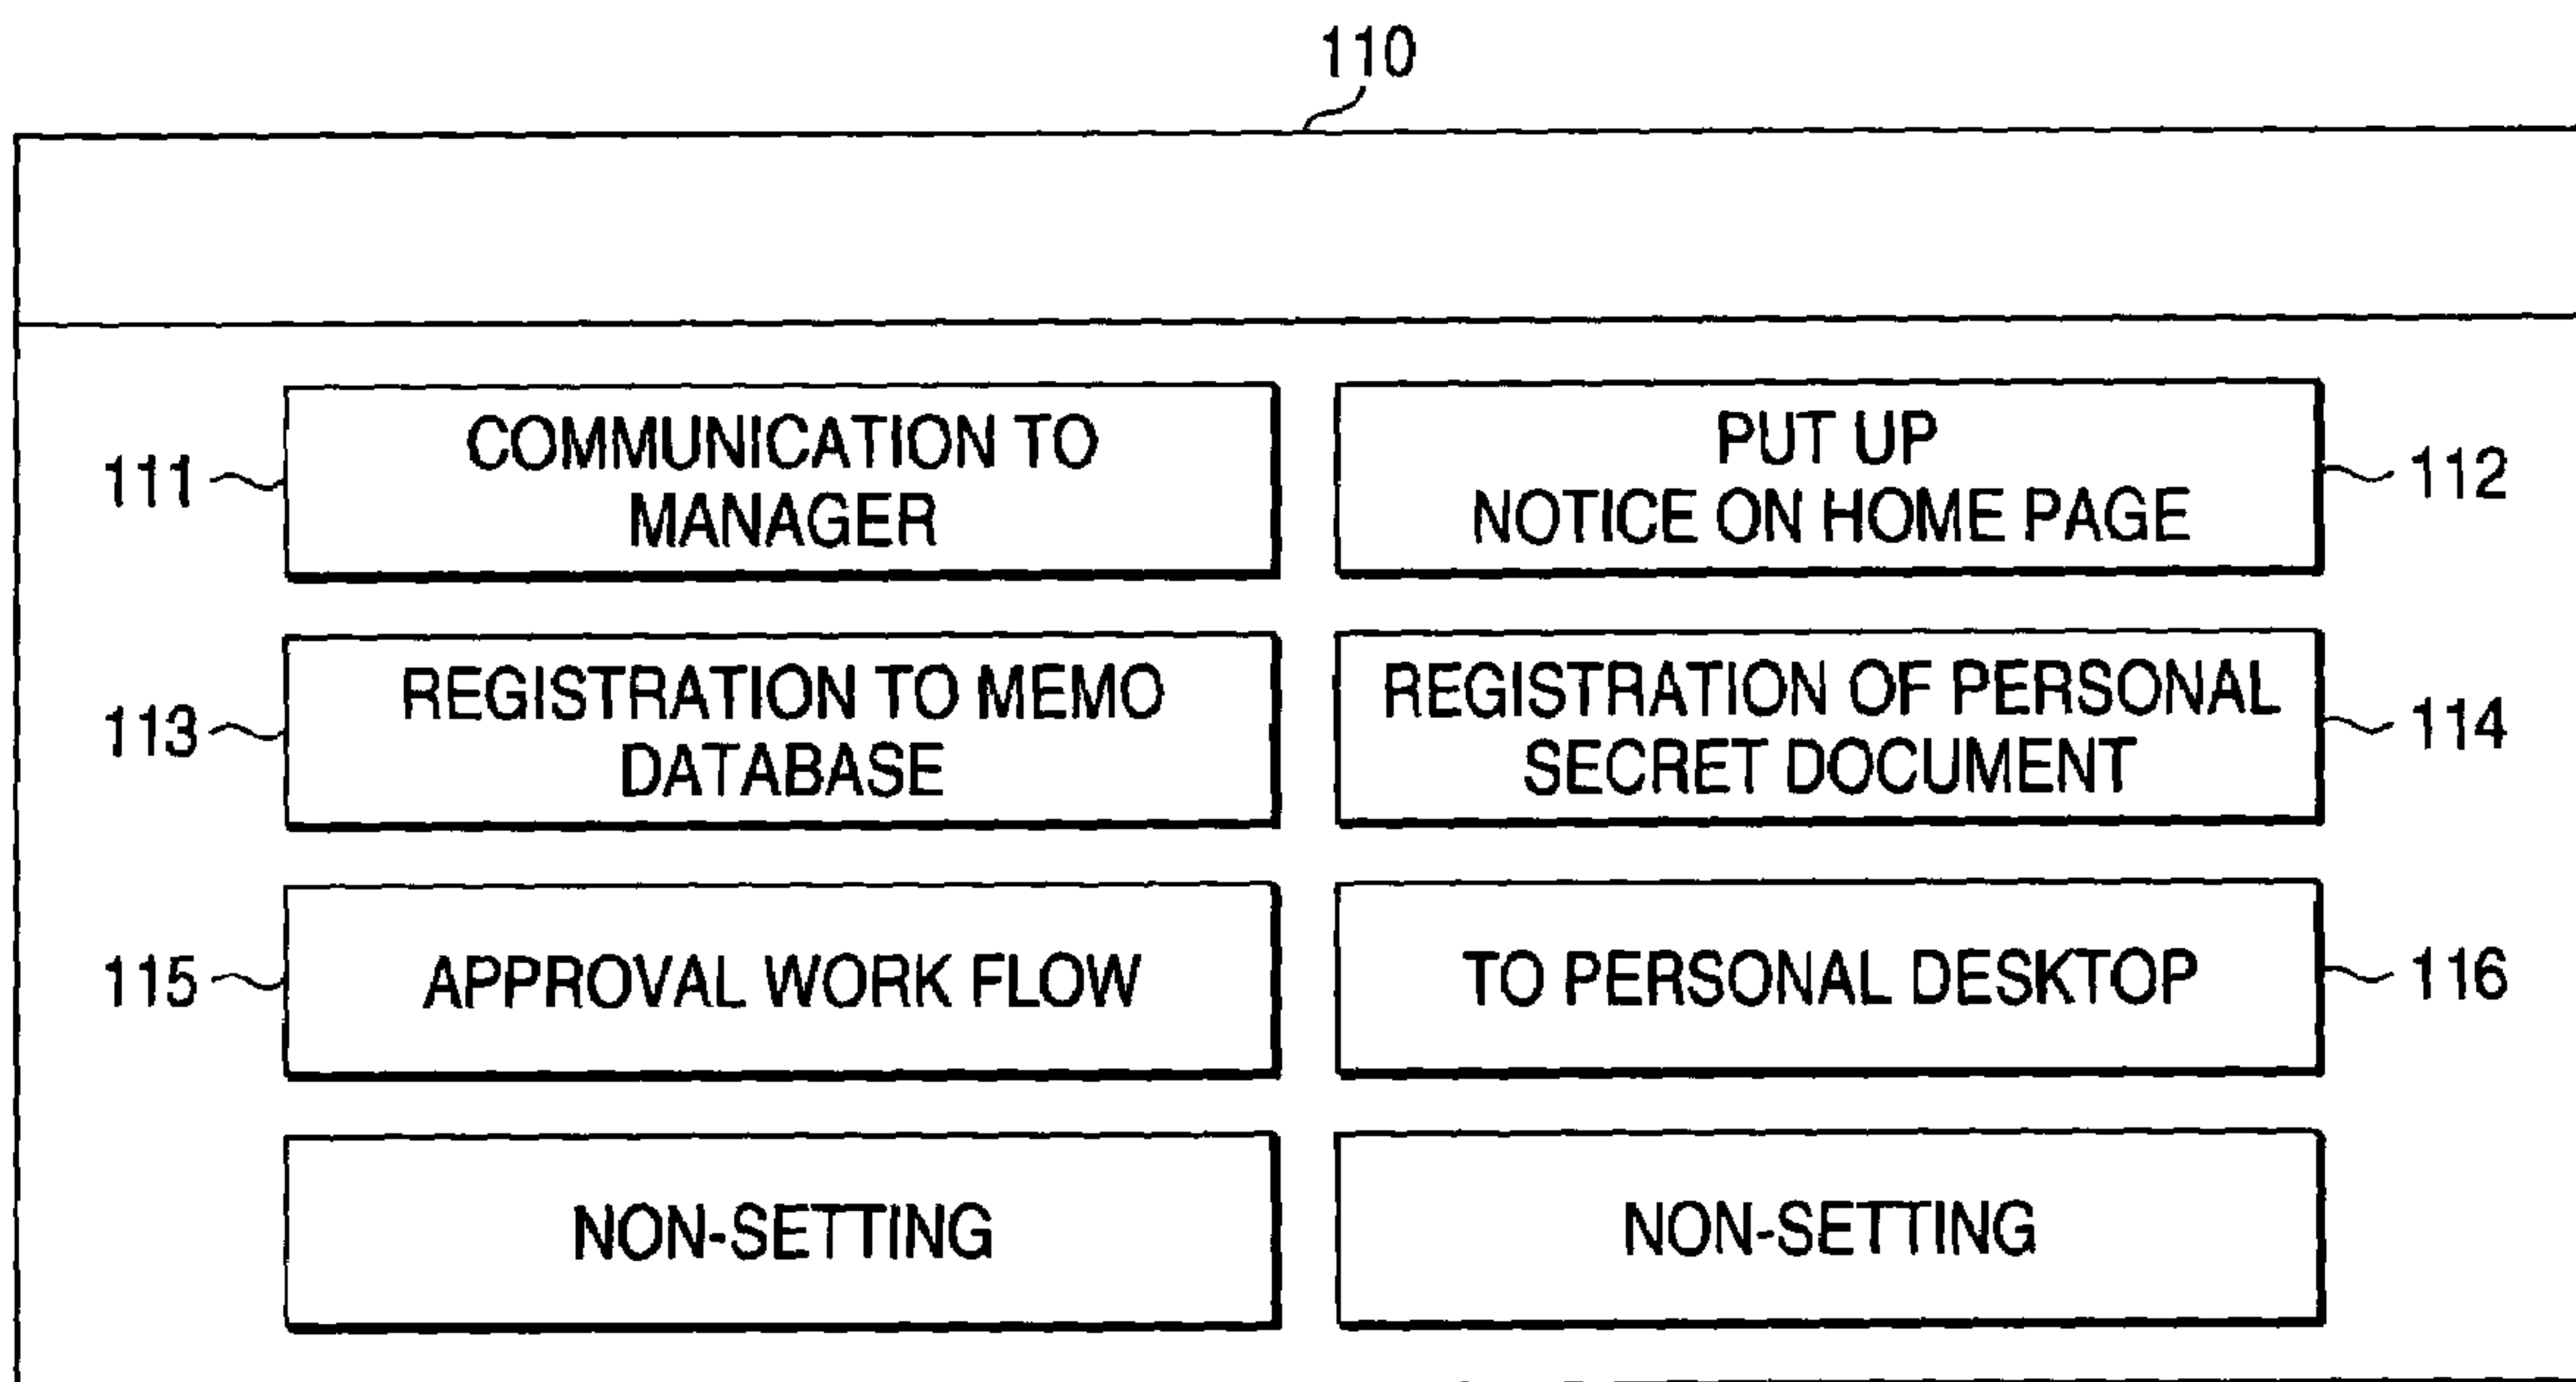 110
COMMUNICATION TO
MANAGER
111
PUT UP
NOTICE ON HOME PAGE
112
REGISTRATION TO MEMO
DATABASE
113
REGISTRATION OF PERSONAL
SECRET DOCUMENT
114
APPROVAL WORK FLOW
115
TO PERSONAL DESKTOP
116
NON-SETTING
NON-SETTING